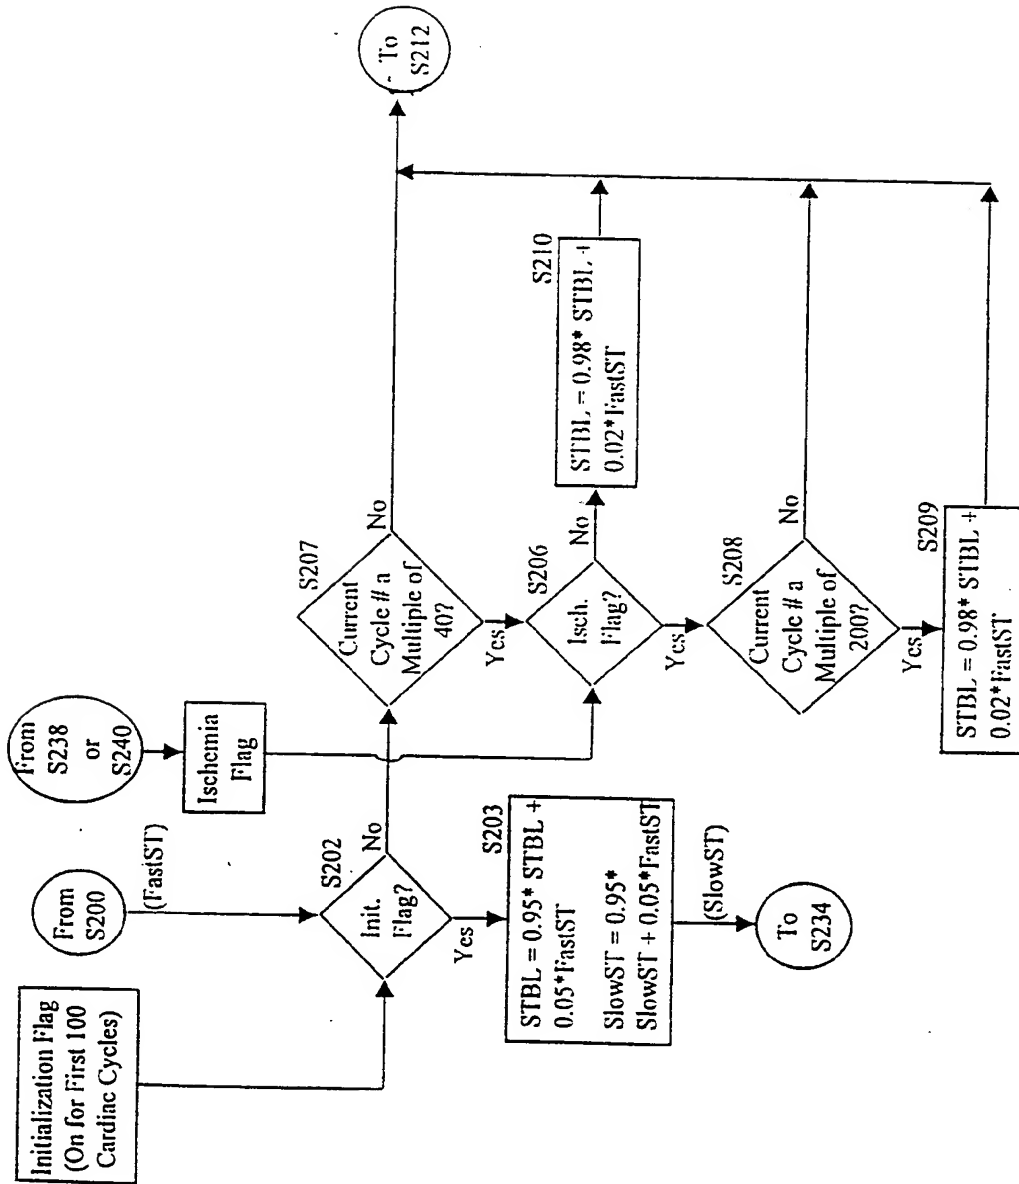 Initialization Flag
(On for First 100
Cardiac Cycles)
From
S200
(FastST)
From
S238
or
S240
Ischemia
Flag
S202
Init.
Flag?
No
Yes
S203
STBL = 0.95* STBL +
0.05*FastST
SlowST = 0.95*
SlowST + 0.05*FastST
(SlowST)
To
S234
S207
Current
Cycle # a
Multiple of
40?
No
Yes
S206
Isch.
Flag?
No
Yes
S210
STBL = 0.98* STBL +
0.02*FastST
S208
Current
Cycle # a
Multiple of
200?
No
Yes
S209
STBL = 0.98* STBL +
0.02*FastST
To
S212